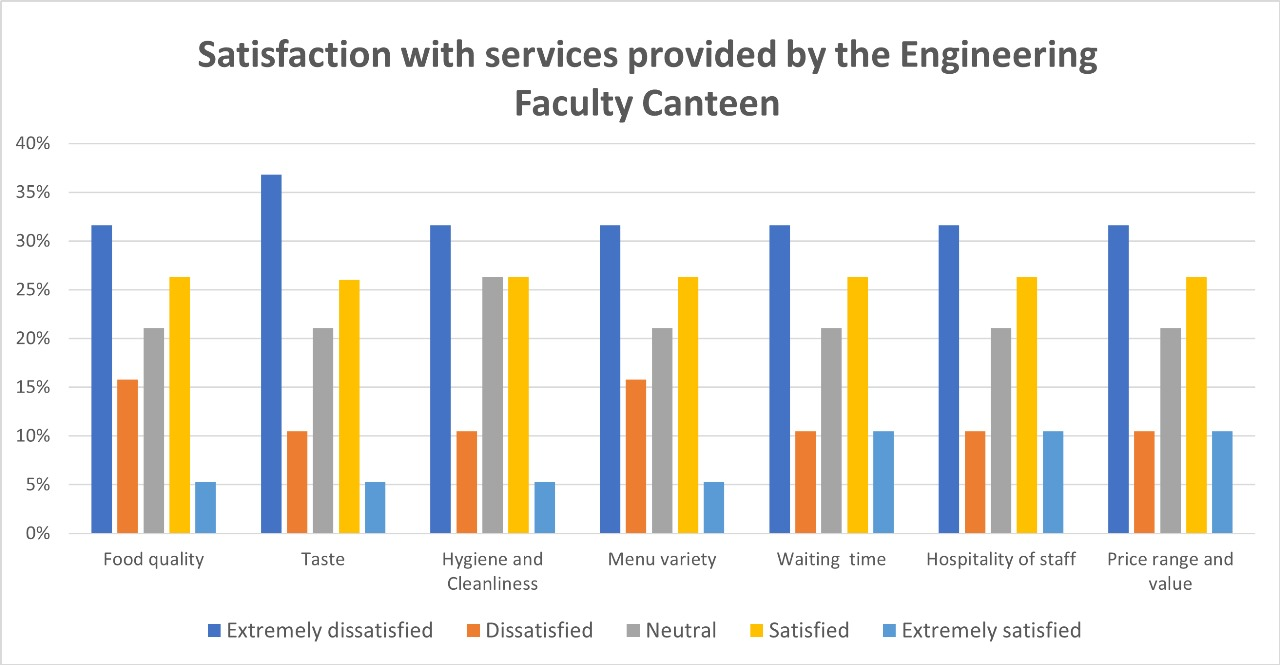 Satisfaction with services provided by the Engineering
Faculty Canteen
40%
35%
30%
25%
20%
15%
10%
5%
0%
Food quality
Taste
Hygiene and
Cleanliness
Menu variety
Waiting  time
Hospitality of staff
Price range and
value
Extremely dissatisfied
Dissatisfied
Neutral
Satisfied
Extremely satisfied